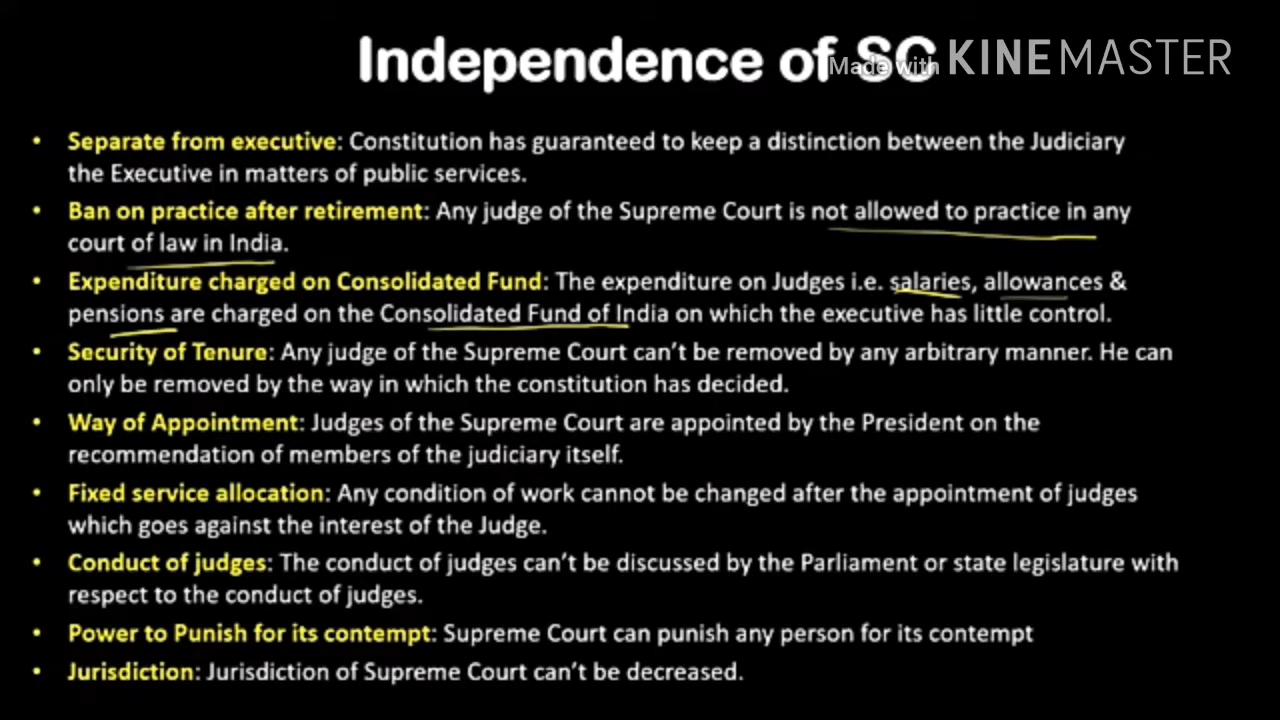 Independence of SC
Made with KINEMASTER
• Separate from executive: Constitution has guaranteed to keep a distinction between the Judiciary
the Executive in matters of public services.
• Ban on practice after retirement: Any judge of the Supreme Court is not allowed to practice in any
court of law in India.
• Expenditure charged on Consolidated Fund: The expenditure on Judges i.e. salaries, allowances &
pensions are charged on the Consolidated Fund of India on which the executive has little control.
• Security of Tenure: Any judge of the Supreme Court can't be removed by any arbitrary manner. He can
only be removed by the way in which the constitution has decided.
• Way of Appointment: Judges of the Supreme Court are appointed by the President on the
recommendation of members of the judiciary itself.
• Fixed service allocation: Any condition of work cannot be changed after the appointment of judges
which goes against the interest of the Judge.
• Conduct of judges: The conduct of judges can't be discussed by the Parliament or state legislature with
respect to the conduct of judges.
• Power to Punish for its contempt: Supreme Court can punish any person for its contempt
• Jurisdiction: Jurisdiction of Supreme Court can't be decreased.